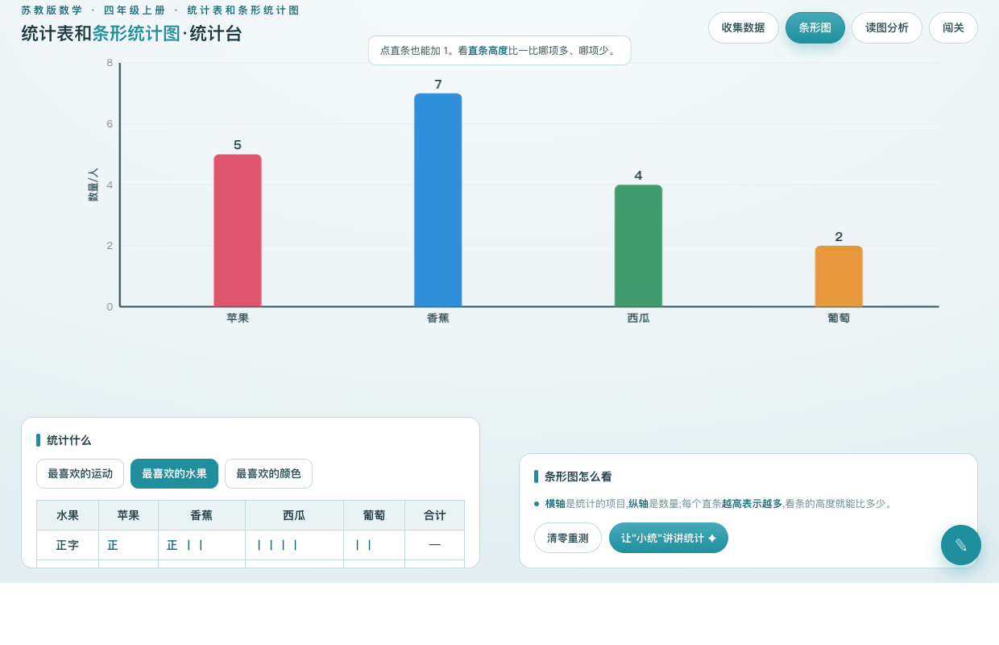 苏教版数学 · 四年级上册 · 统计表和条形统计图
统计表和条形统计图·统计台
收集数据 条形图 读图分析 闯关
点直条也能加 1。看直条高度比一比哪项多、哪项少。
数量/人
8
6
4
2
0
5
7
4
2
苹果 香蕉 西瓜 葡萄
统计什么
最喜欢的运动 最喜欢的水果 最喜欢的颜色
水果 苹果 香蕉 西瓜 葡萄 合计
正字 正 正 丨丨 丨丨丨丨 丨丨 —
条形图怎么看
横轴是统计的项目,纵轴是数量;每个直条越高表示越多,看条的高度就能比多少。
清零重测 让"小统"讲讲统计 ✦
✎